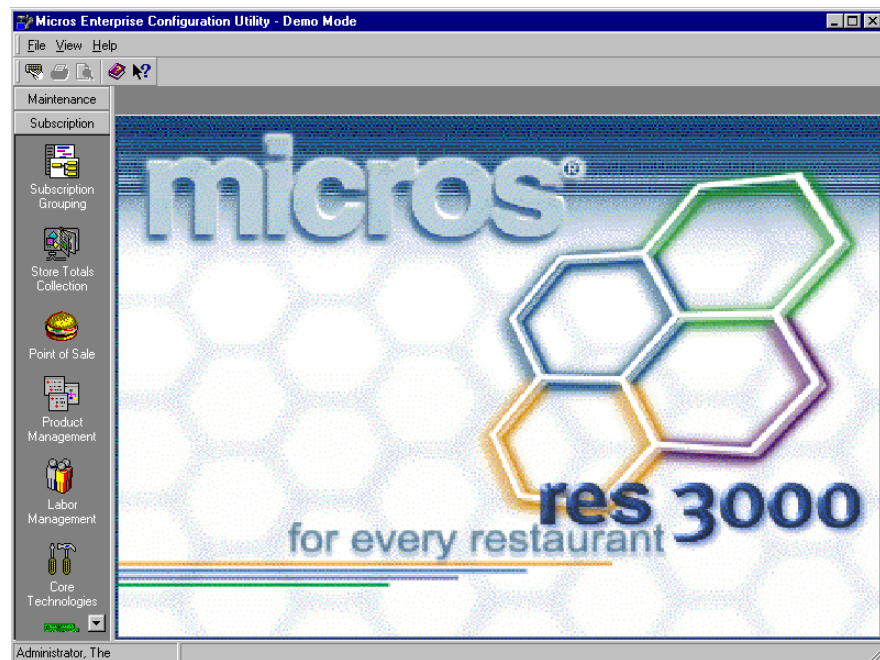 Micros Enterprise Configuration Utility - Demo Mode
File View Help
Maintenance
Subscription
Subscription
Grouping
Store Totals
Collection
Point of Sale
Product
Management
Labor
Management
Core
Technologies
micros®
res 3000
for every restaurant
Administrator, The